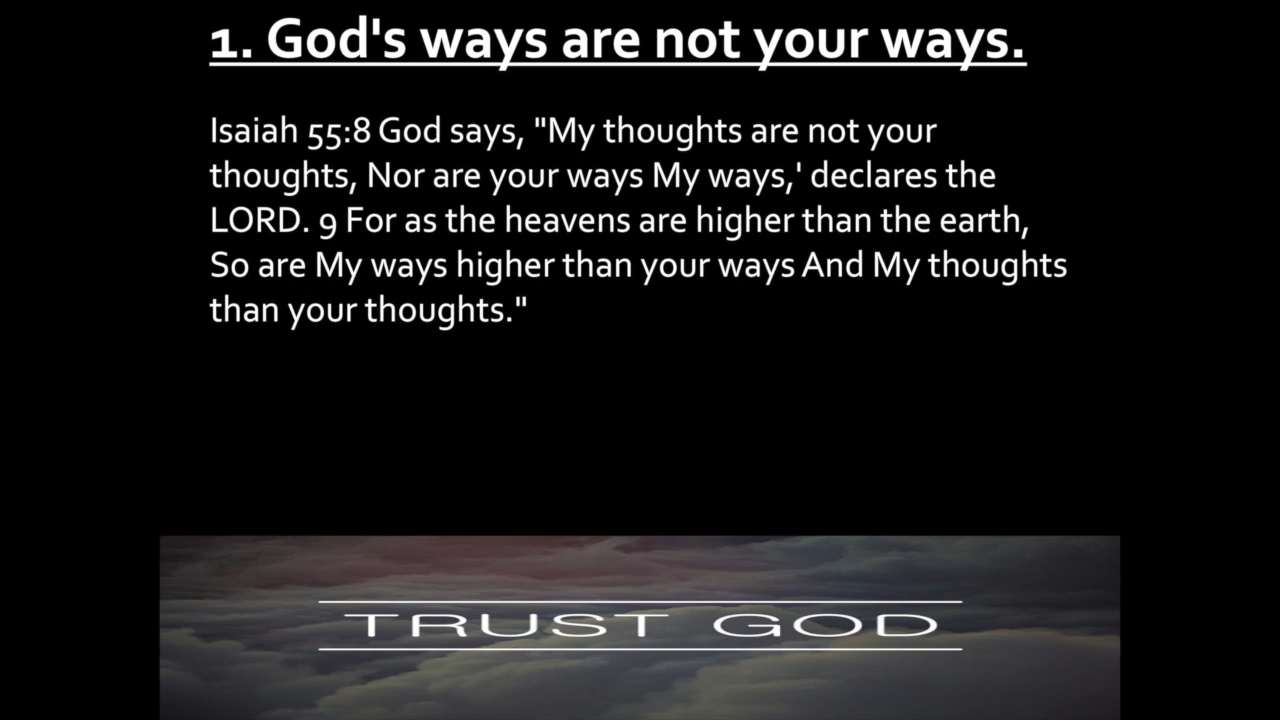 1. God's ways are not your ways.
Isaiah 55:8 God says, "My thoughts are not your
thoughts, Nor are your ways My ways,' declares the
LORD. 9 For as the heavens are higher than the earth,
So are My ways higher than your ways And My thoughts
than your thoughts."
TRUST GOD